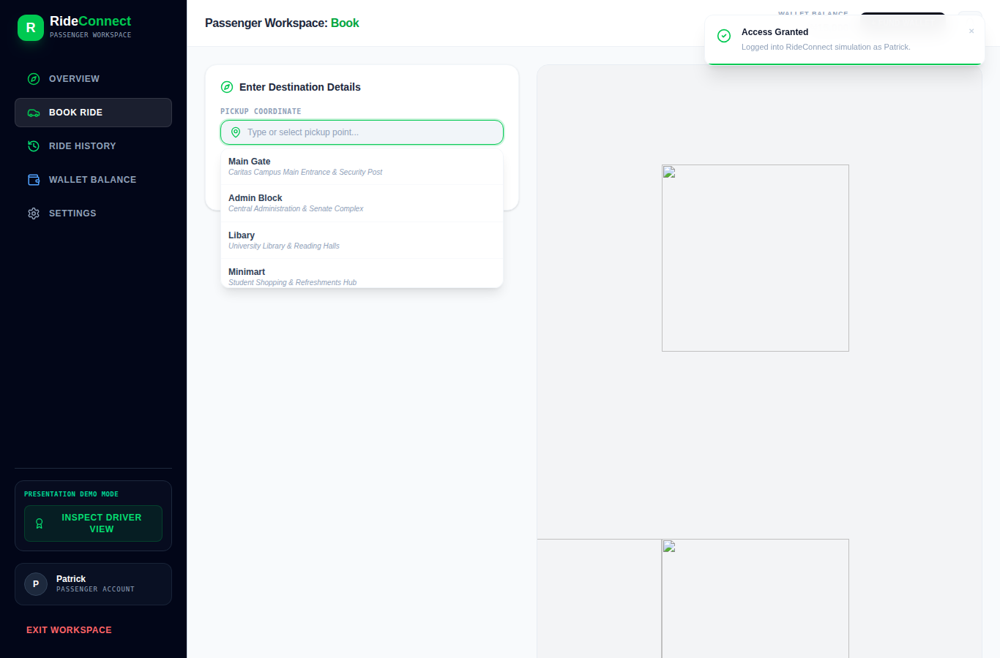 R
RideConnect
PASSENGER WORKSPACE
OVERVIEW
BOOK RIDE
RIDE HISTORY
WALLET BALANCE
SETTINGS
PRESENTATION DEMO MODE
INSPECT DRIVER
VIEW
P
Patrick
PASSENGER ACCOUNT
EXIT WORKSPACE
Passenger Workspace: Book
WALLET BALANCE
Access Granted
Logged into RideConnect simulation as Patrick.
×
Enter Destination Details
PICKUP COORDINATE
Type or select pickup point...
Main Gate
Caritas Campus Main Entrance & Security Post
Admin Block
Central Administration & Senate Complex
Libary
University Library & Reading Halls
Minimart
Student Shopping & Refreshments Hub